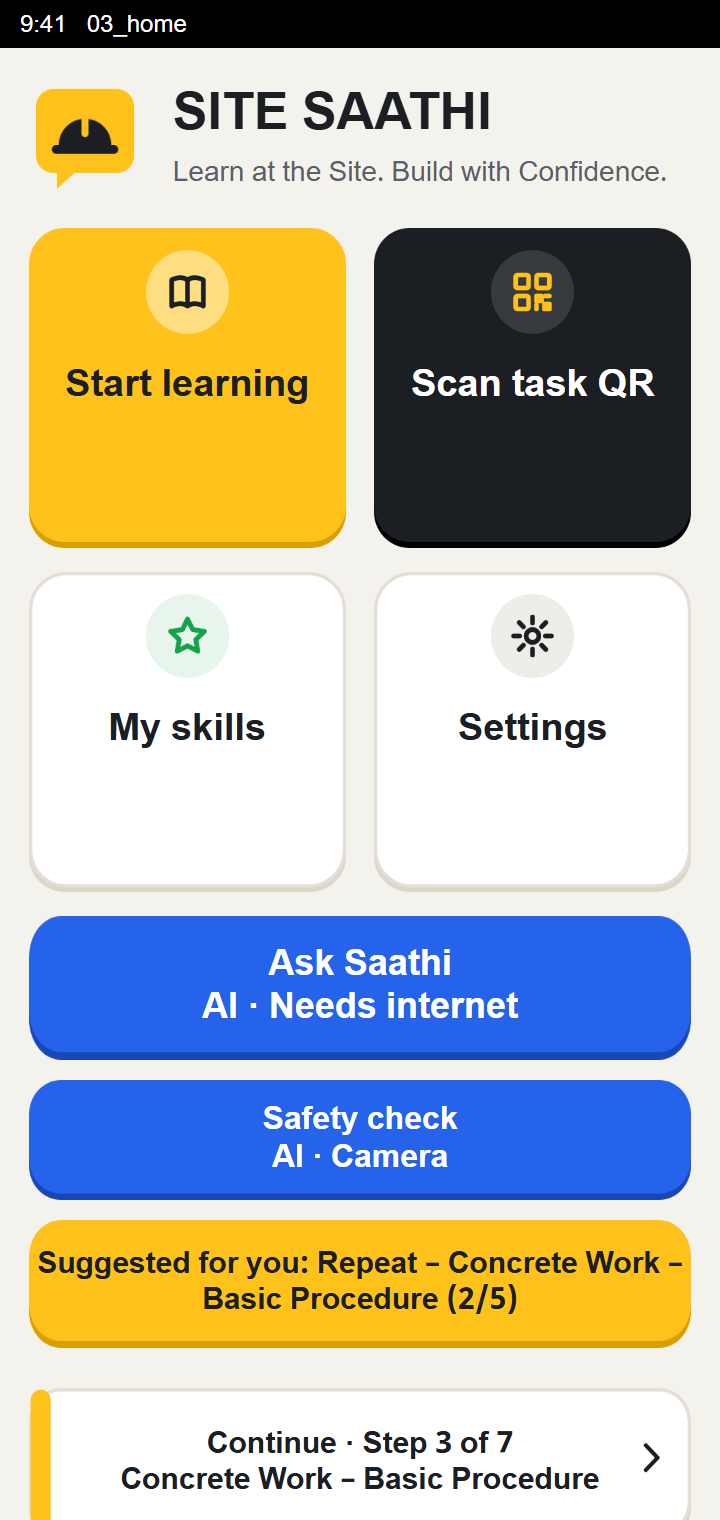 9:41 03_home
SITE SAATHI
Learn at the Site. Build with Confidence.
Start learning
Scan task QR
My skills
Settings
Ask Saathi
AI · Needs internet
Safety check
AI · Camera
Suggested for you: Repeat – Concrete Work –
Basic Procedure (2/5)
Continue · Step 3 of 7
Concrete Work – Basic Procedure